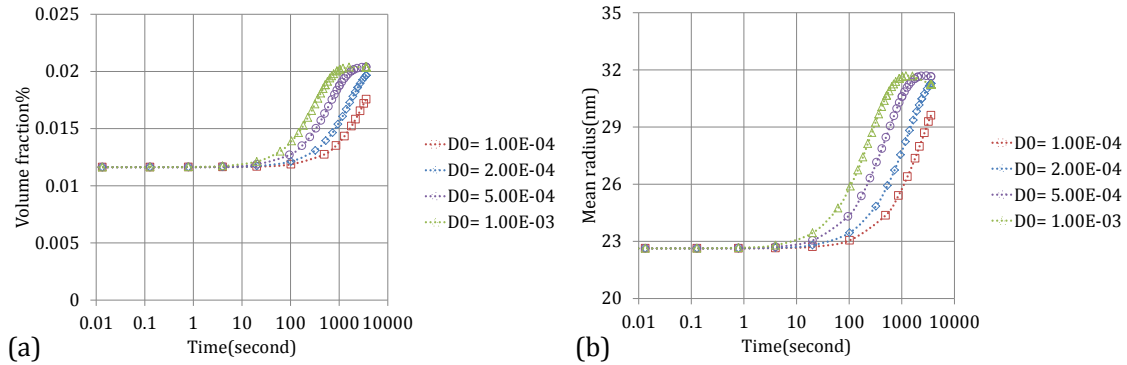 0.025
0.02
0.015
0.01
0.005
0
Volume fraction%
0.01 0.1 1 10 100 1000 10000
Time(second)
D0= 1.00E-04
D0= 2.00E-04
D0= 5.00E-04
D0= 1.00E-03
(a)
35
32
29
26
23
20
Mean radius(nm)
0.01 0.1 1 10 100 1000 10000
Time(second)
D0= 1.00E-04
D0= 2.00E-04
D0= 5.00E-04
D0= 1.00E-03
(b)